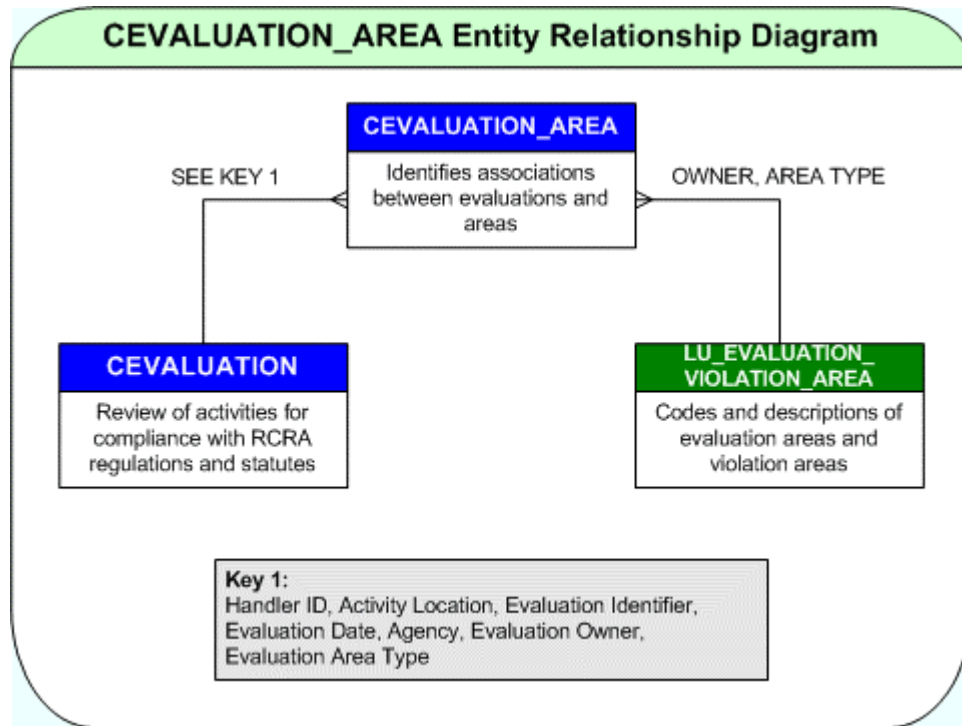 CEVALUATION_AREA Entity Relationship Diagram
CEVALUATION_AREA
Identifies associations
between evaluations and
areas
SEE KEY 1
OWNER, AREA TYPE
CEVALUATION
Review of activities for
compliance with RCRA
regulations and statutes
LU_EVALUATION_
VIOLATION_AREA
Codes and descriptions of
evaluation areas and
violation areas
Key 1:
Handler ID, Activity Location, Evaluation Identifier,
Evaluation Date, Agency, Evaluation Owner,
Evaluation Area Type